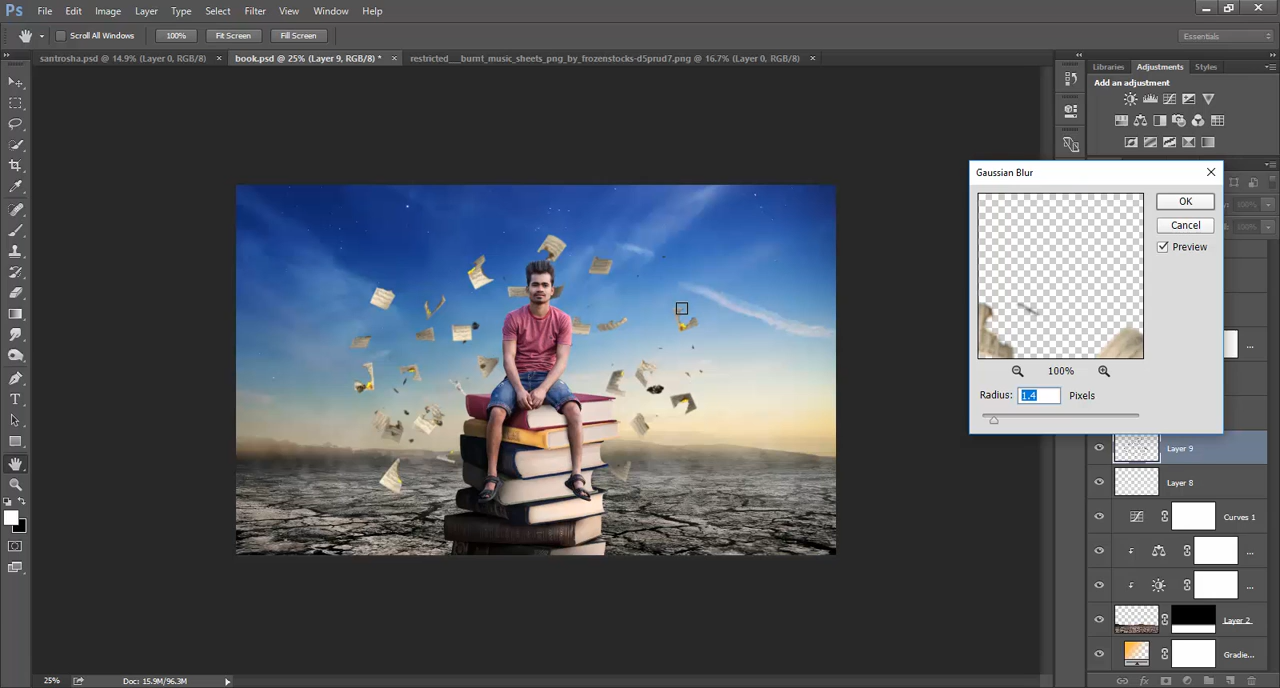 Ps File Edit Image Layer Type Select Filter View Window Help
Scroll All Windows 100% Fit Screen Fill Screen Essentials
santrosha.psd @ 14.9% (Layer 0, RGB/8) × book.psd @ 25% (Layer 9, RGB/8) * × restricted__burnt_music_sheets_png_by_frozenstocks-d5prud7.png @ 16.7% (Layer 0, RGB/8) ×
Libraries Adjustments Styles
Add an adjustment
Gaussian Blur
OK
Cancel
Preview
100%
Radius: 1.4 Pixels
...
Layer 9
Layer 8
Curves 1
...
...
Layer 2
Gradie...
T
fx
25% Doc: 15.9M/96.3M